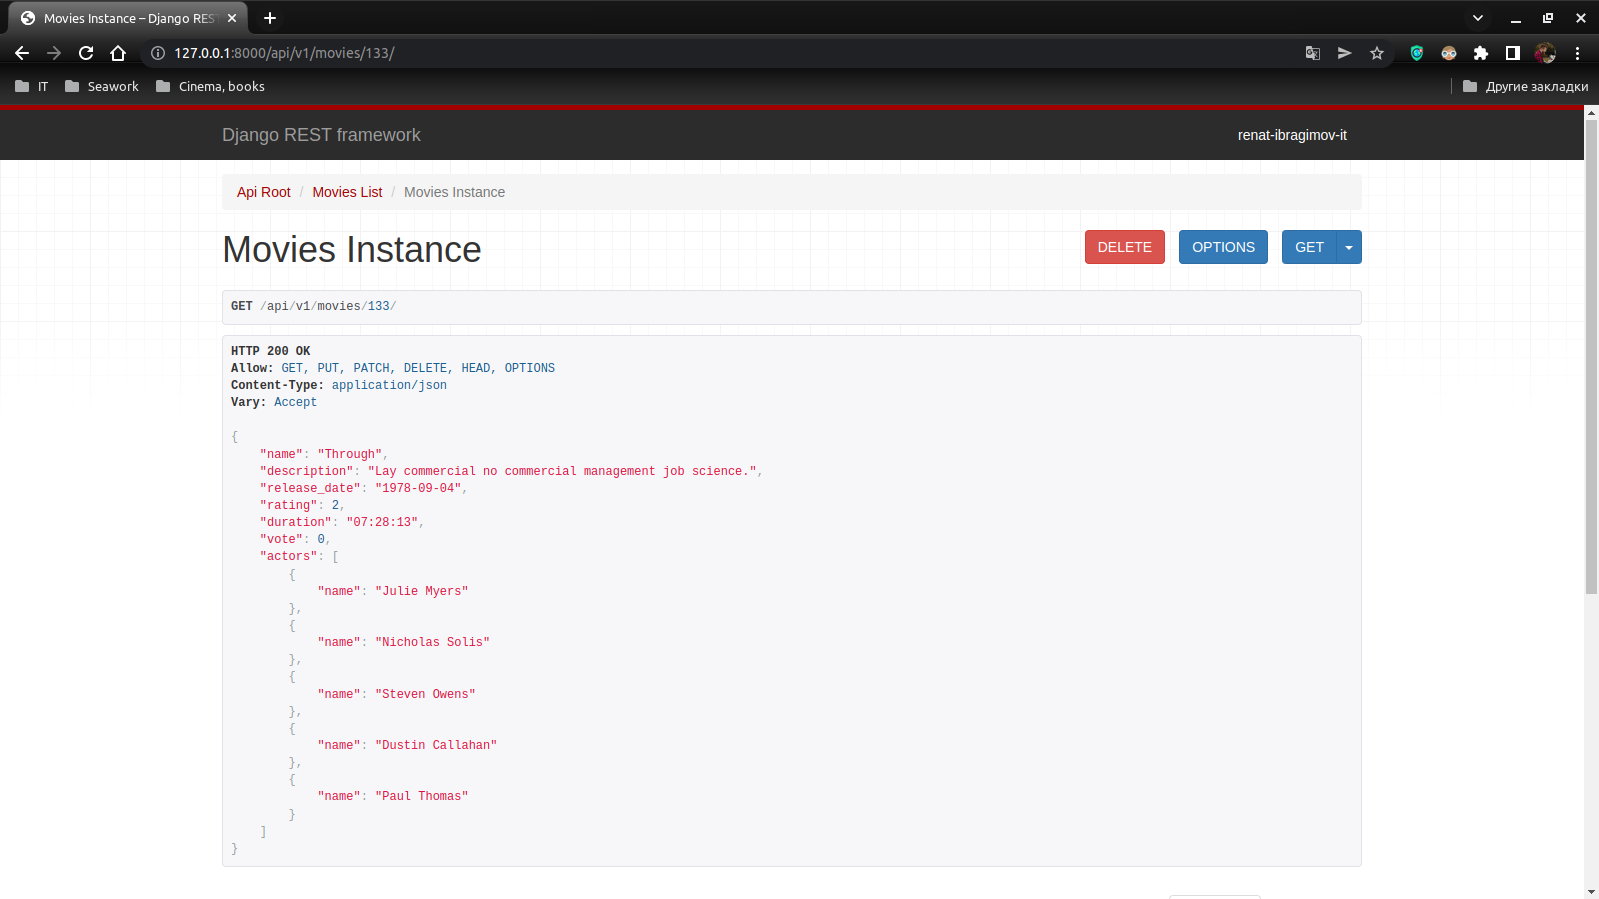 Movies Instance – Django RES
127.0.0.1:8000/api/v1/movies/133/
IT
Seawork
Cinema, books
Другие закладки
Django REST framework
renat-ibragimov-it
Api Root / Movies List / Movies Instance
Movies Instance
DELETE
OPTIONS
GET
GET /api/v1/movies/133/
HTTP 200 OK
Allow: GET, PUT, PATCH, DELETE, HEAD, OPTIONS
Content-Type: application/json
Vary: Accept
{
    "name": "Through",
    "description": "Lay commercial no commercial management job science.",
    "release_date": "1978-09-04",
    "rating": 2,
    "duration": "07:28:13",
    "vote": 0,
    "actors": [
        {
            "name": "Julie Myers"
        },
        {
            "name": "Nicholas Solis"
        },
        {
            "name": "Steven Owens"
        },
        {
            "name": "Dustin Callahan"
        },
        {
            "name": "Paul Thomas"
        }
    ]
}